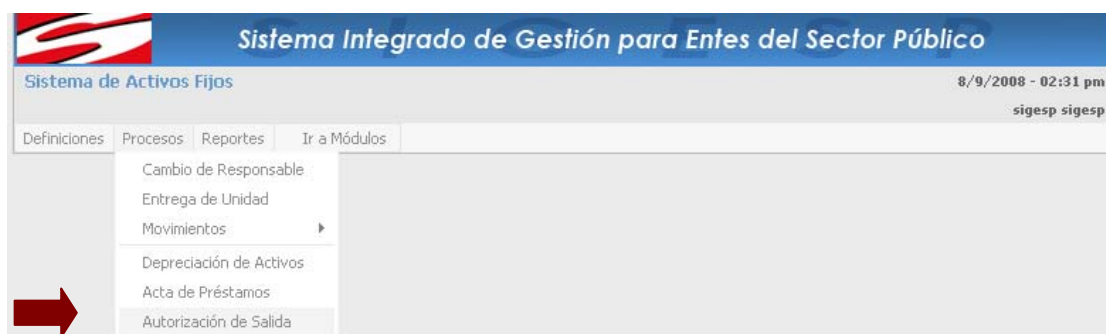 Sistema Integrado de Gestión para Entes del Sector Público
Sistema de Activos Fijos 8/9/2008 - 02:31 pm
sigesp sigesp
Definiciones Procesos Reportes Ir a Módulos
Cambio de Responsable
Entrega de Unidad
Movimientos
Depreciación de Activos
Acta de Préstamos
Autorización de Salida